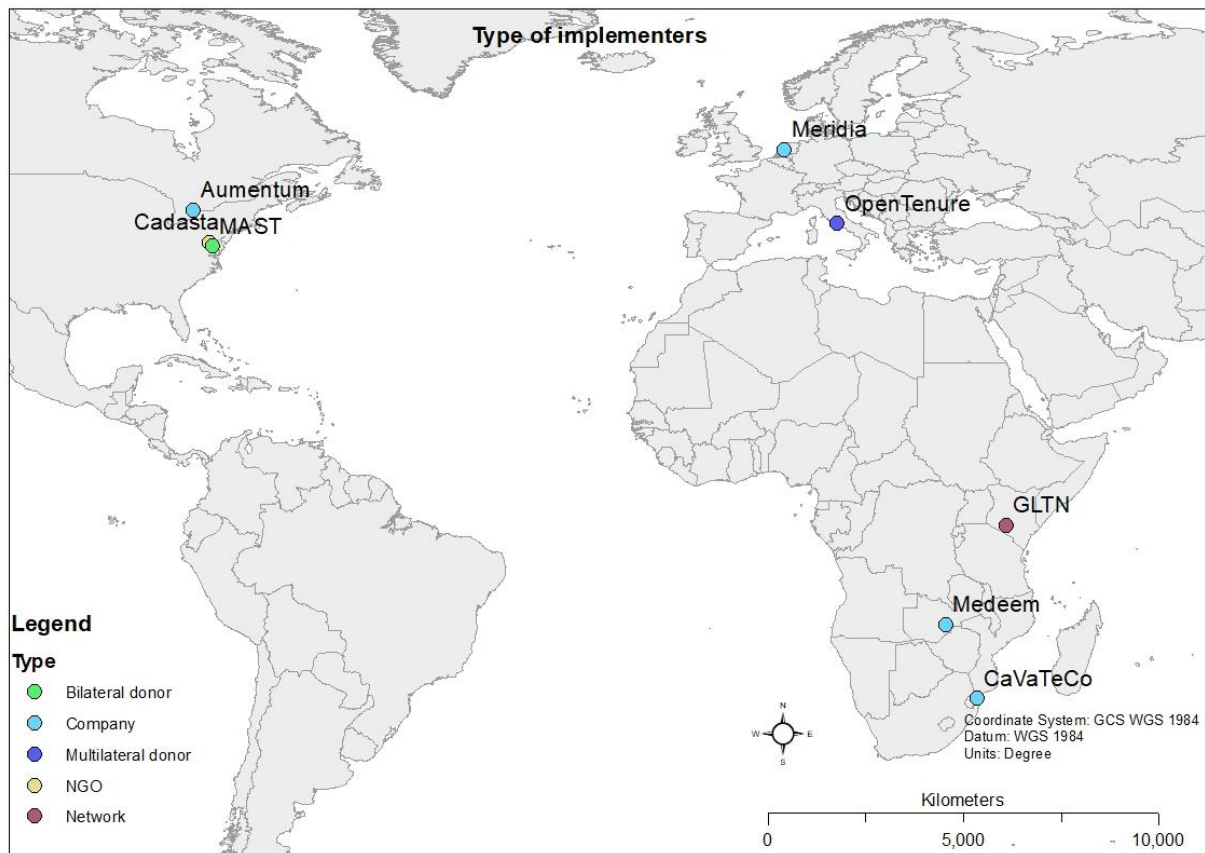 Type of implementers
Meridia
Aumentum
OpenTenure
Cadasta
MAST
GLTN
Medeem
CaVaTeCo
Legend
Type
Bilateral donor
Company
Multilateral donor
NGO
Network
N
W
E
S
Coordinate System: GCS WGS 1984
Datum: WGS 1984
Units: Degree
Kilometers
0 5,000 10,000